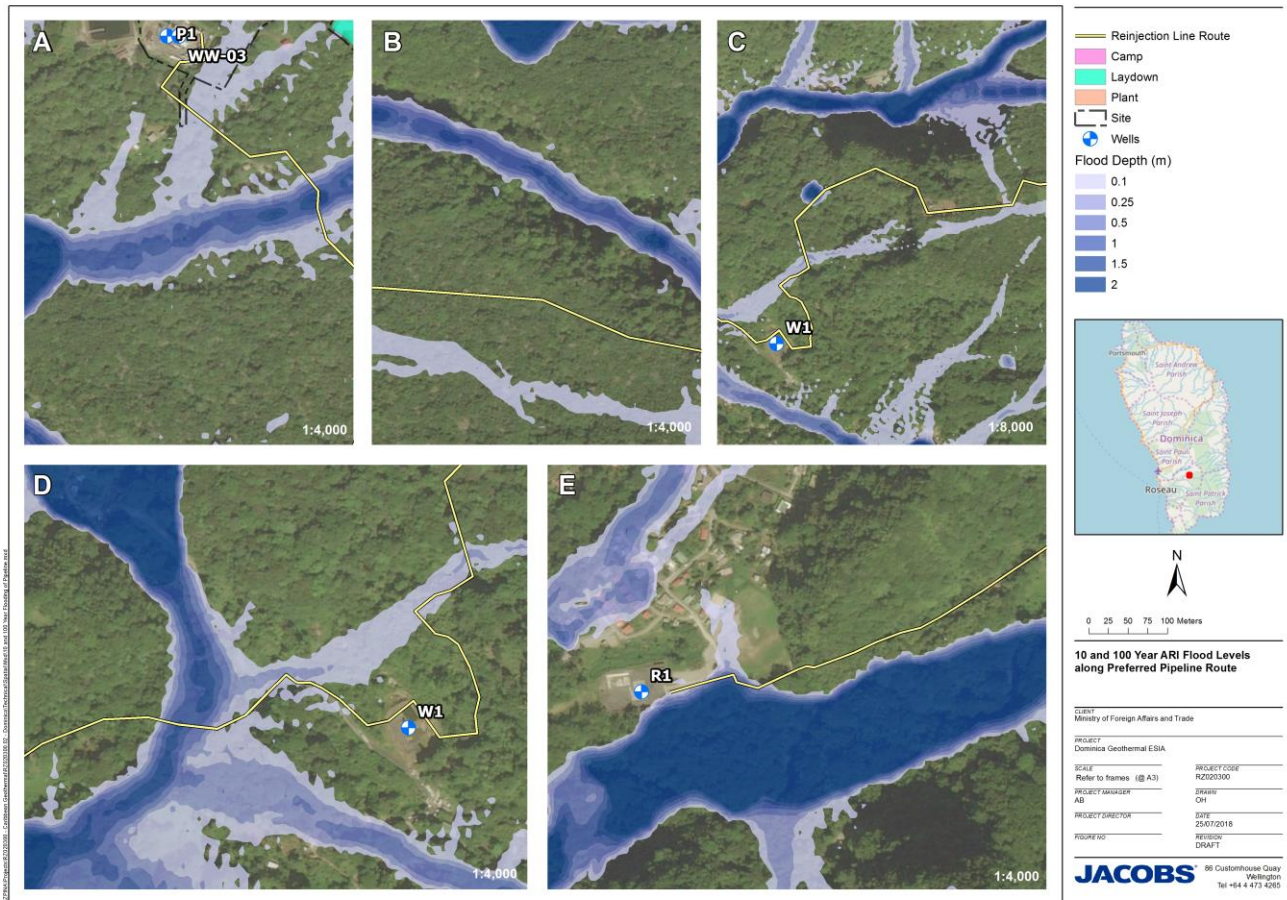 A
P1
WW-03
1:4,000
B
1:4,000
C
W1
1:8,000
D
W1
1:4,000
E
R1
1:4,000
Reinjection Line Route
Camp
Laydown
Plant
Site
Wells
Flood Depth (m)
0.1
0.25
0.5
1
1.5
2
Portsmouth
Saint Andrew
Parish
Saint Joseph
Parish
Dominica
Saint Paul
Parish
Roseau
Saint Patrick
Parish
N
0 25 50 100 Meters
10 and 100 Year ARI Flood Levels
along Preferred Pipeline Route
CLIENT
Ministry of Foreign Affairs and Trade
PROJECT
Dominica Geothermal ESIA
SCALE
Refer to frames (@ A3)
PROJECT CODE
RZ020300
PROJECT MANAGER
AB
DRAWN
OH
PROJECT DIRECTOR
DATE
25/07/2018
FIGURE NO
REVISION
DRAFT
JACOBS
86 Customhouse Quay
Wellington
Tel +64 4 473 4265